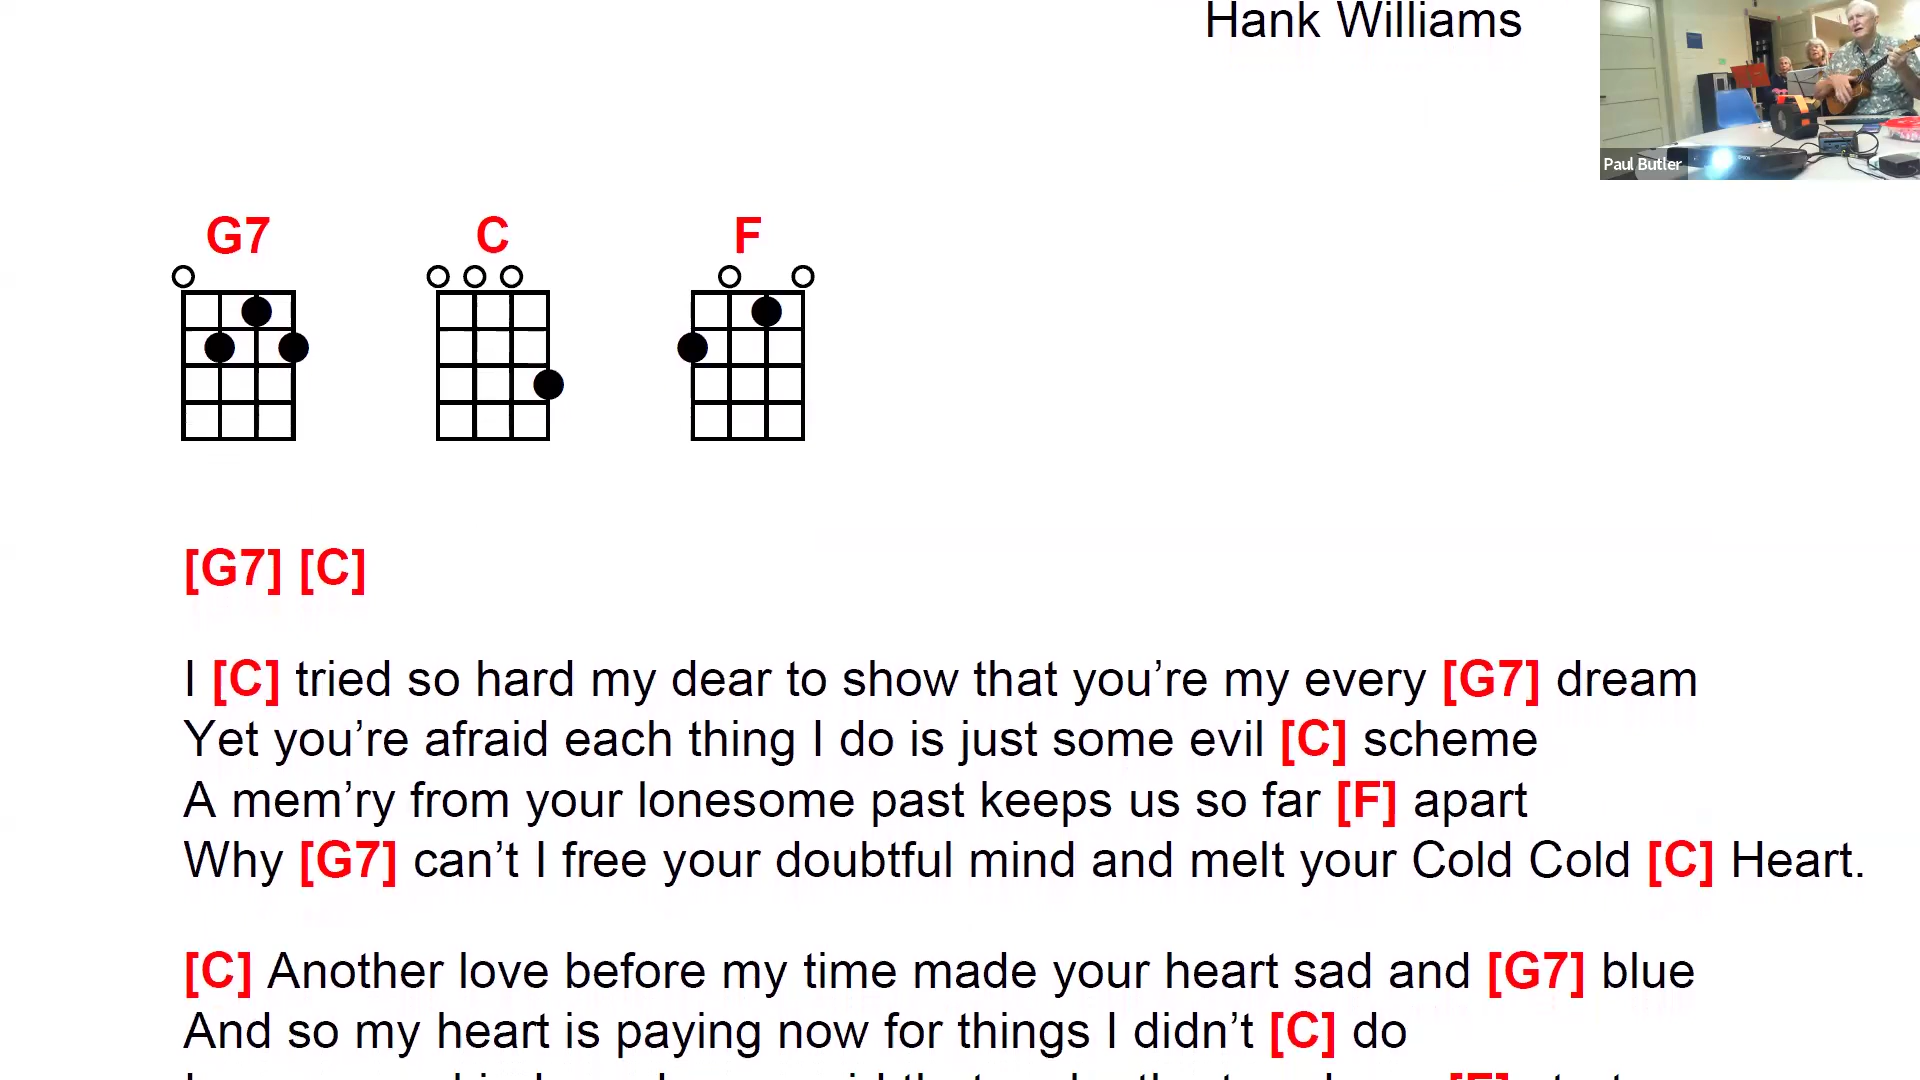 Hank Williams
Paul Butler
G7 C F
[G7] [C]
I [C] tried so hard my dear to show that you’re my every [G7] dream
Yet you’re afraid each thing I do is just some evil [C] scheme
A mem’ry from your lonesome past keeps us so far [F] apart
Why [G7] can’t I free your doubtful mind and melt your Cold Cold [C] Heart.
[C] Another love before my time made your heart sad and [G7] blue
And so my heart is paying now for things I didn’t [C] do